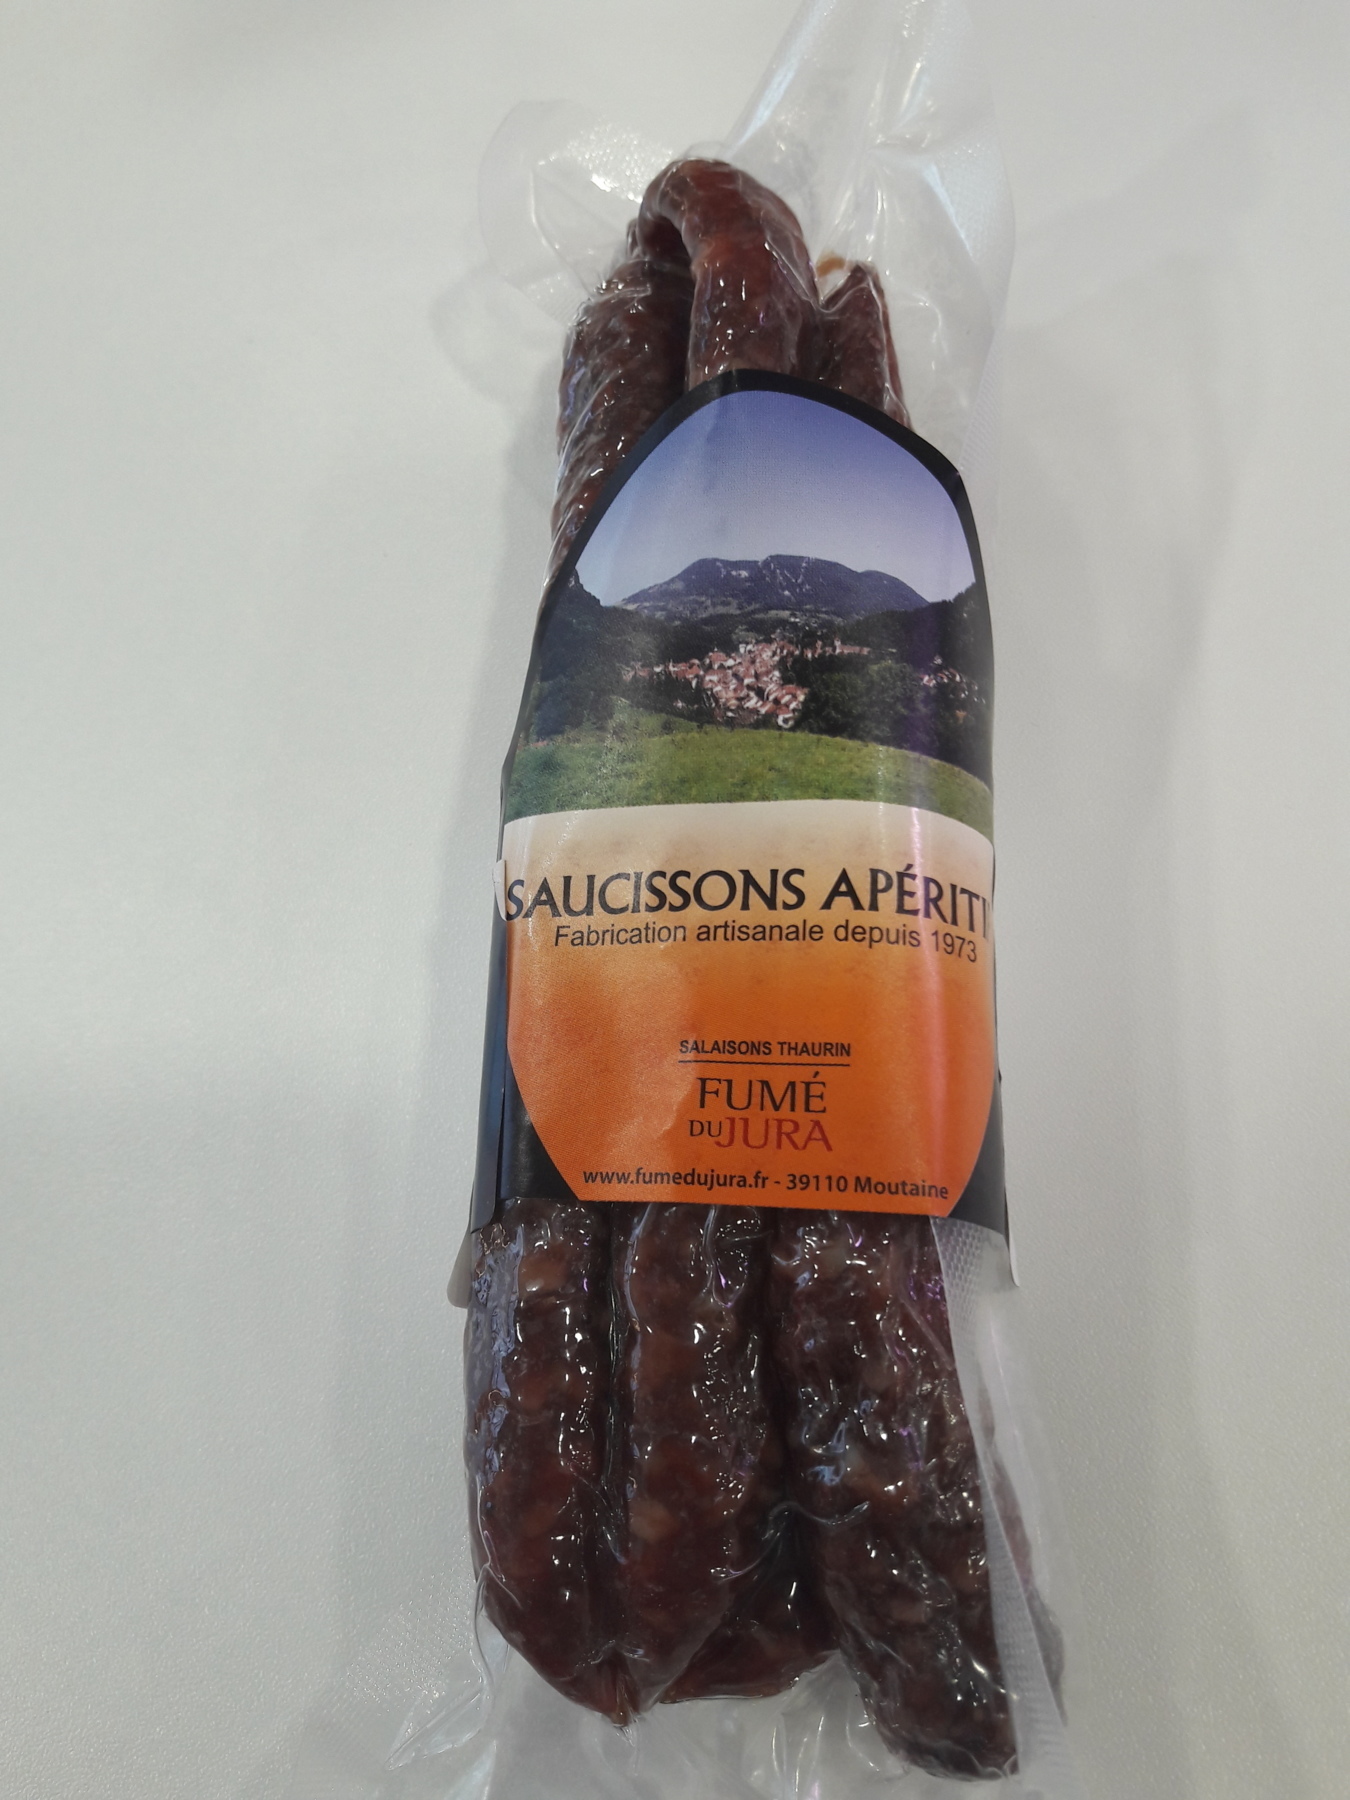 SAUCISSONS APÉRITI
Fabrication artisanale depuis 1973
SALAISONS THAURIN
FUMÉ
DU JURA
www.fumedujura.fr - 39110 Moutaine